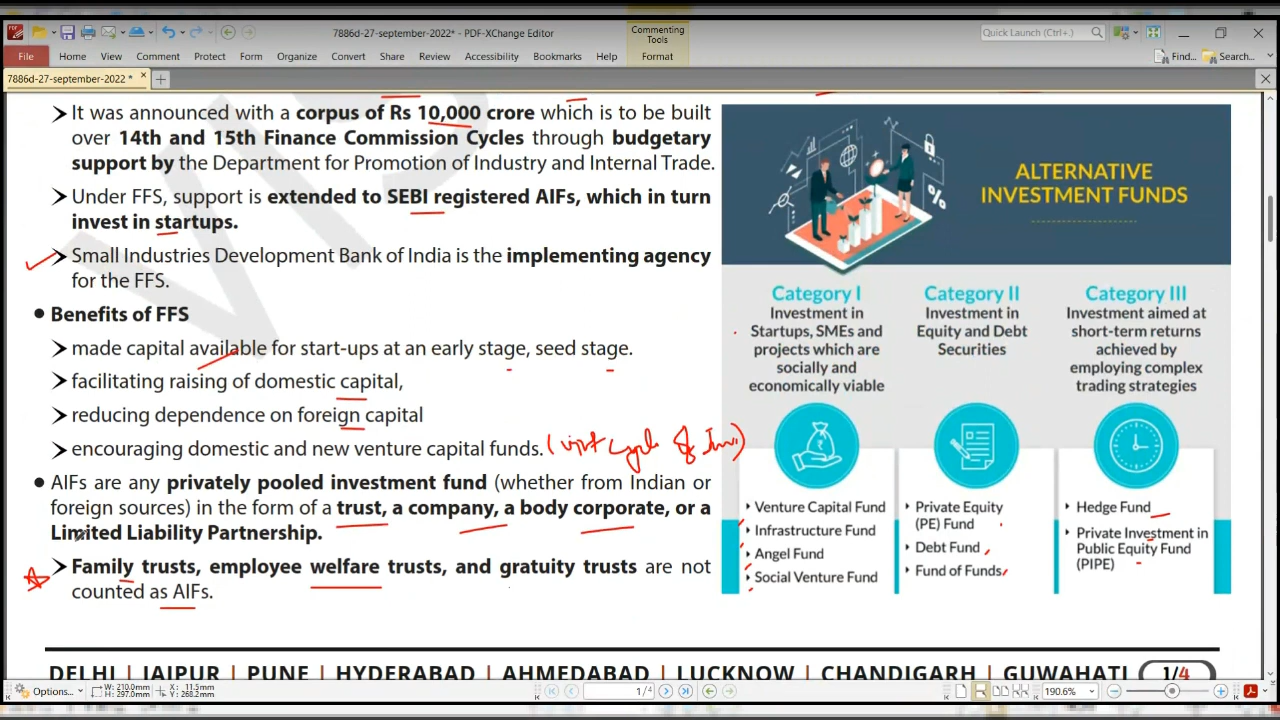 7886d-27-september-2022* - PDF-XChange Editor
Commenting Tools
Quick Launch (Ctrl+.)
File Home View Comment Protect Form Organize Convert Share Review Accessibility Bookmarks Help Format Find... Search...
7886d-27-september-2022 *
It was announced with a corpus of Rs 10,000 crore which is to be built
over 14th and 15th Finance Commission Cycles through budgetary
support by the Department for Promotion of Industry and Internal Trade.
Under FFS, support is extended to SEBI registered AIFs, which in turn
invest in startups.
Small Industries Development Bank of India is the implementing agency
for the FFS.
Benefits of FFS
made capital available for start-ups at an early stage, seed stage.
facilitating raising of domestic capital,
reducing dependence on foreign capital
encouraging domestic and new venture capital funds.
AIFs are any privately pooled investment fund (whether from Indian or
foreign sources) in the form of a trust, a company, a body corporate, or a
Limited Liability Partnership.
Family trusts, employee welfare trusts, and gratuity trusts are not
counted as AIFs.
ALTERNATIVE
INVESTMENT FUNDS
Category I
Investment in
Startups, SMEs and
projects which are
socially and
economically viable
Venture Capital Fund
Infrastructure Fund
Angel Fund
Social Venture Fund
Category II
Investment in
Equity and Debt
Securities
Private Equity
(PE) Fund
Debt Fund
Fund of Funds
Category III
Investment aimed at
short-term returns
achieved by
employing complex
trading strategies
Hedge Fund
Private Investment in
Public Equity Fund
(PIPE)
DELHI | JAIPUR | PUNE | HYDERABAD | AHMEDABAD | LUCKNOW | CHANDIGARH | GUWAHATI 1/4
Options... W: 210.0mm X: 11.5mm 1/4 190.6%
H: 297.0mm Y: 268.2mm